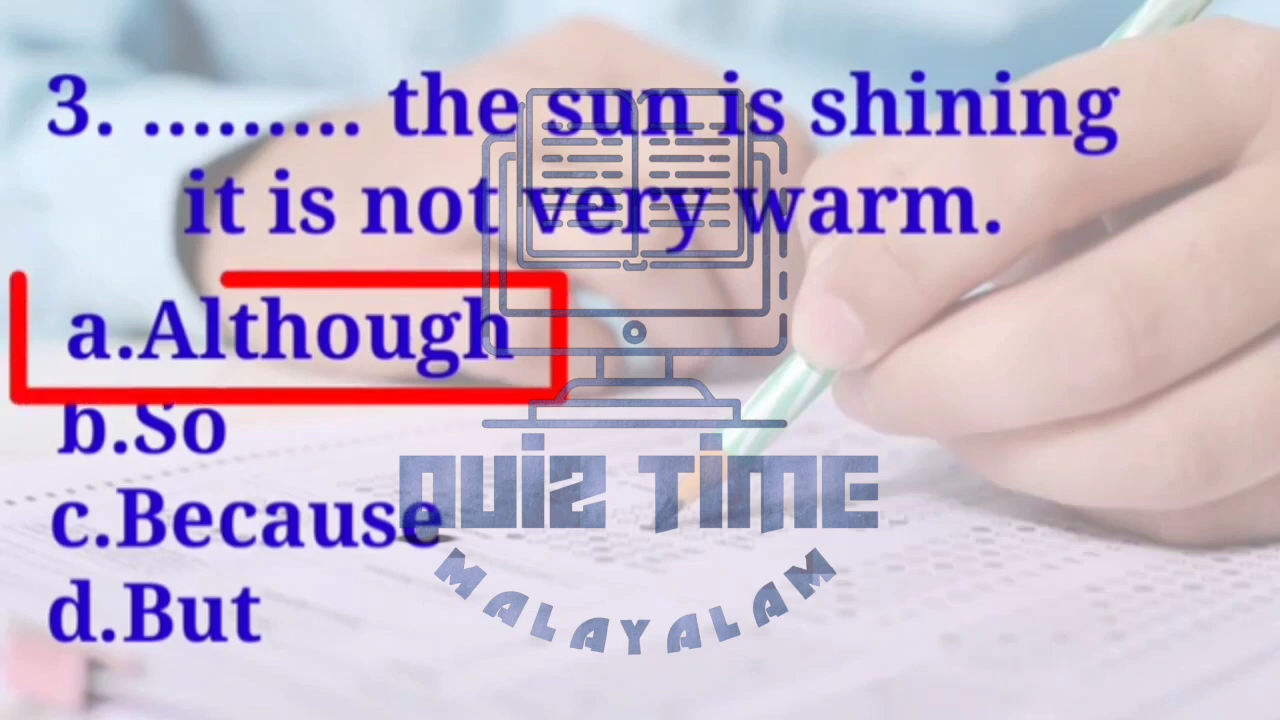 3. ......... the sun is shining
it is not very warm.
a.Although
b.So
c.Because
d.But
QUiZ TiME
MALAYALAM